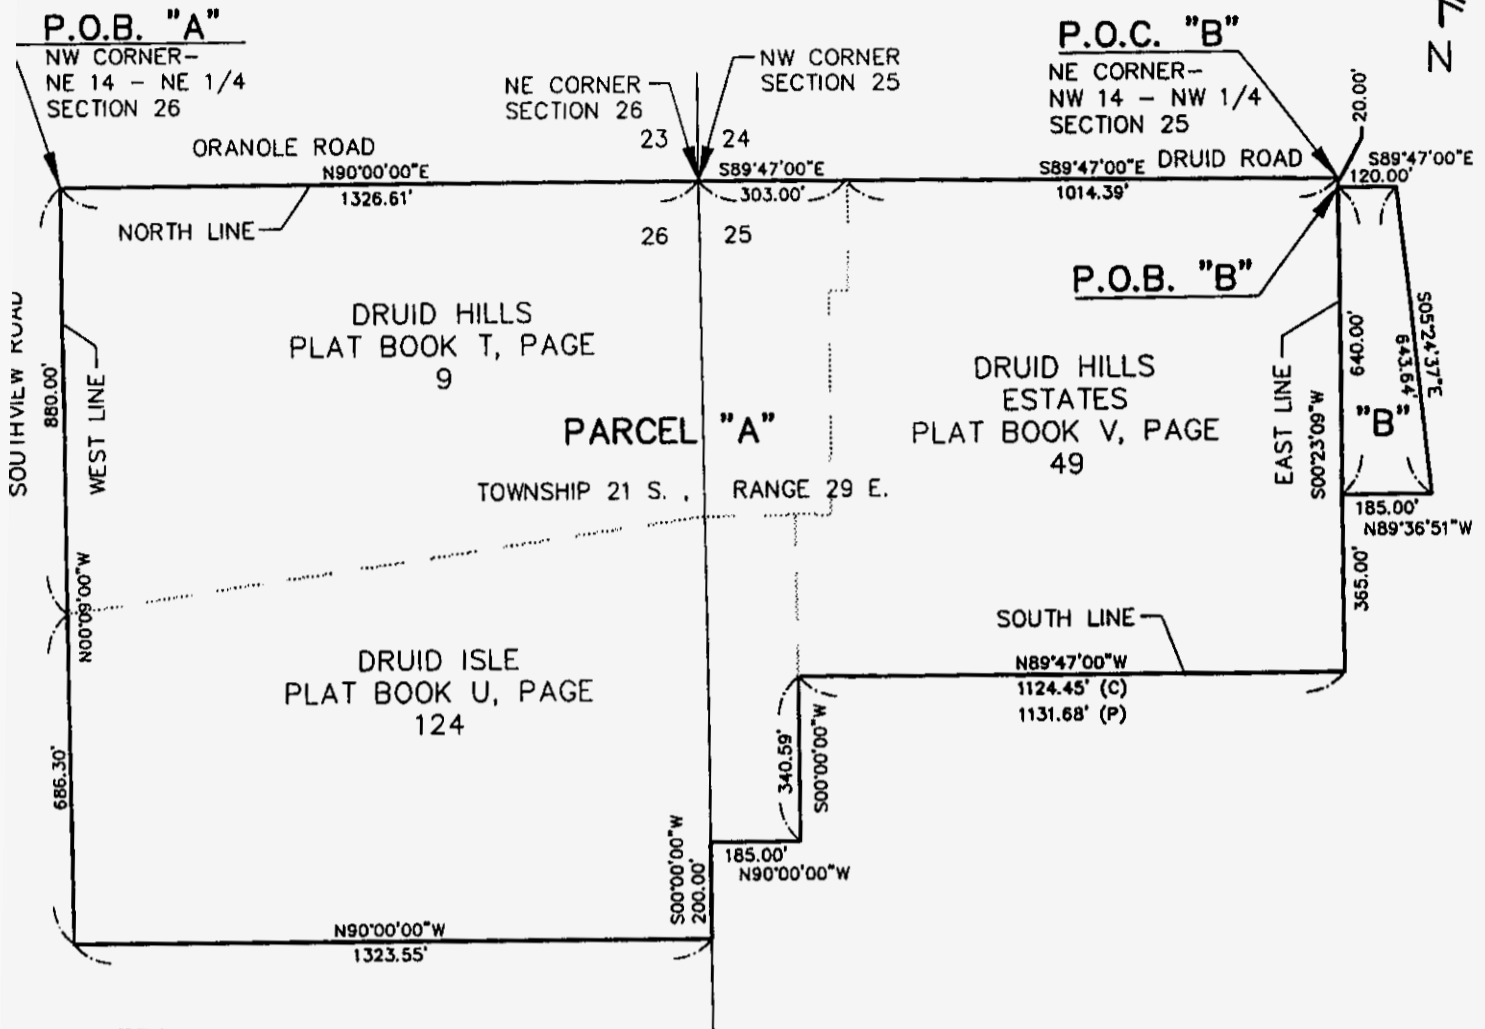 P.O.B. "A"
NW CORNER-
NE 14 - NE 1/4
SECTION 26
NE CORNER
SECTION 26
NW CORNER
SECTION 25
P.O.C. "B"
NE CORNER-
NW 14 - NW 1/4
SECTION 25
N
20.00'
23
24
ORANOLE ROAD
N90°00'00"E
1326.61'
NORTH LINE
S89°47'00"E
303.00'
S89°47'00"E
DRUID ROAD
1014.39'
S89°47'00"E
120.00'
26
25
P.O.B. "B"
SOUTHVIEW ROAD
880.00'
WEST LINE
DRUID HILLS
PLAT BOOK T, PAGE
9
DRUID HILLS
ESTATES
PLAT BOOK V, PAGE
49
PARCEL "A"
TOWNSHIP 21 S. , RANGE 29 E.
EAST LINE
S00°23'09"W
640.00'
"B"
S05°24'37"E
643.64'
185.00'
N89°36'51"W
365.00'
N00°09'00"W
686.30'
DRUID ISLE
PLAT BOOK U, PAGE
124
SOUTH LINE
N89°47'00"W
1124.45' (C)
1131.68' (P)
340.59'
S00°00'00"W
185.00'
N90°00'00"W
S00°00'00"W
200.00'
N90°00'00"W
1323.55'